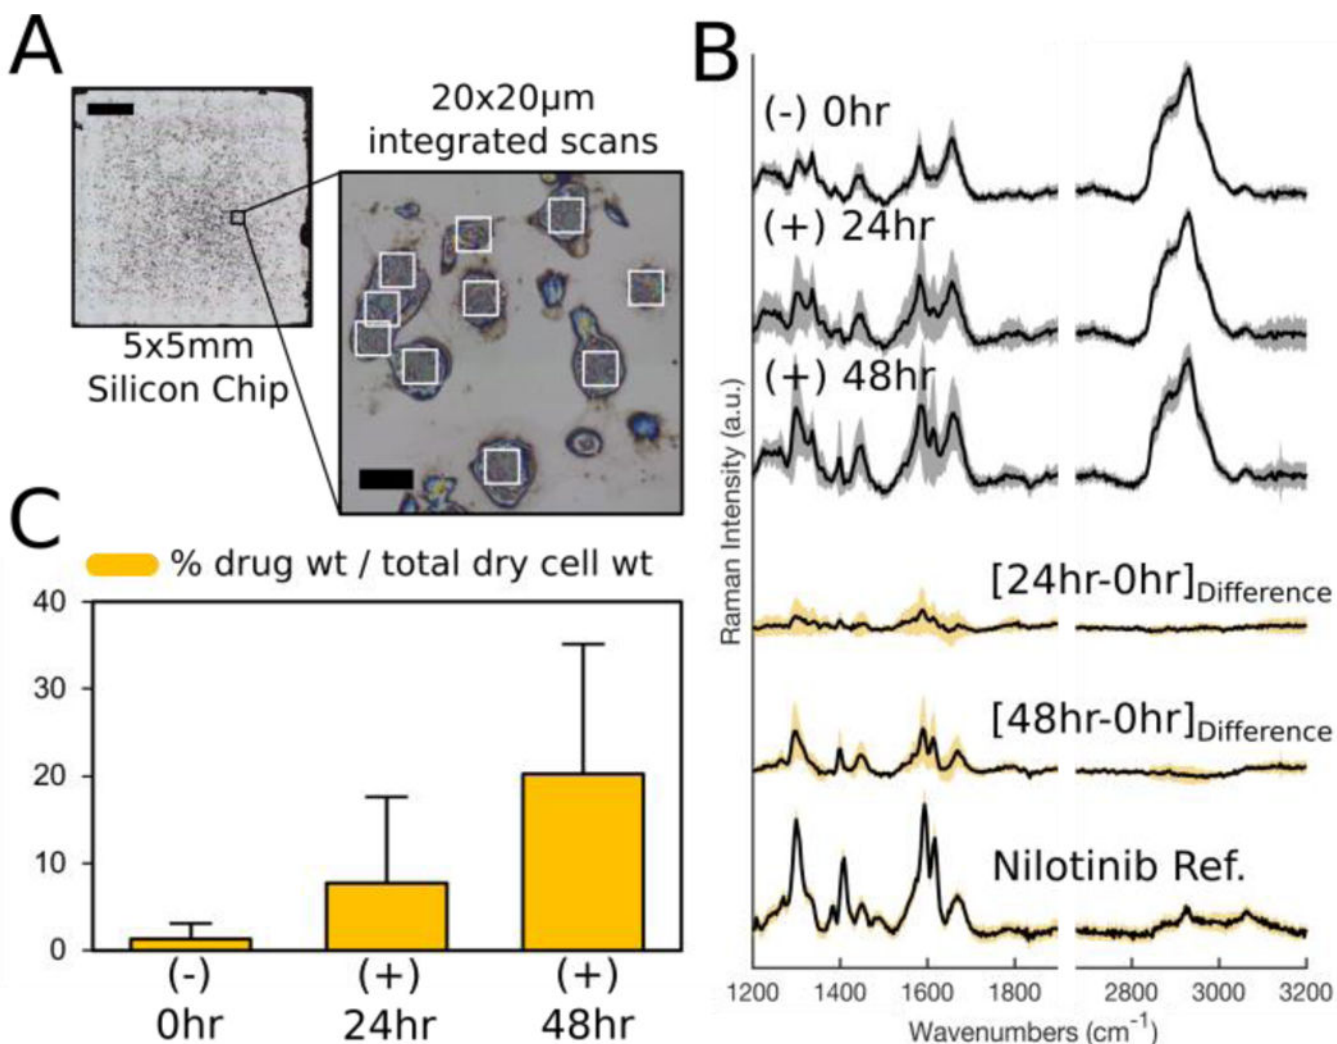 A
20x20µm
integrated scans
5x5mm
Silicon Chip
B
(-) 0hr
(+) 24hr
(+) 48hr
[24hr-0hr]Difference
[48hr-0hr]Difference
Nilotinib Ref.
Raman Intensity (a.u.)
1200 1400 1600 1800 2800 3000 3200
Wavenumbers (cm⁻¹)
C
% drug wt / total dry cell wt
40
30
20
10
0
(-) (+) (+)
0hr 24hr 48hr